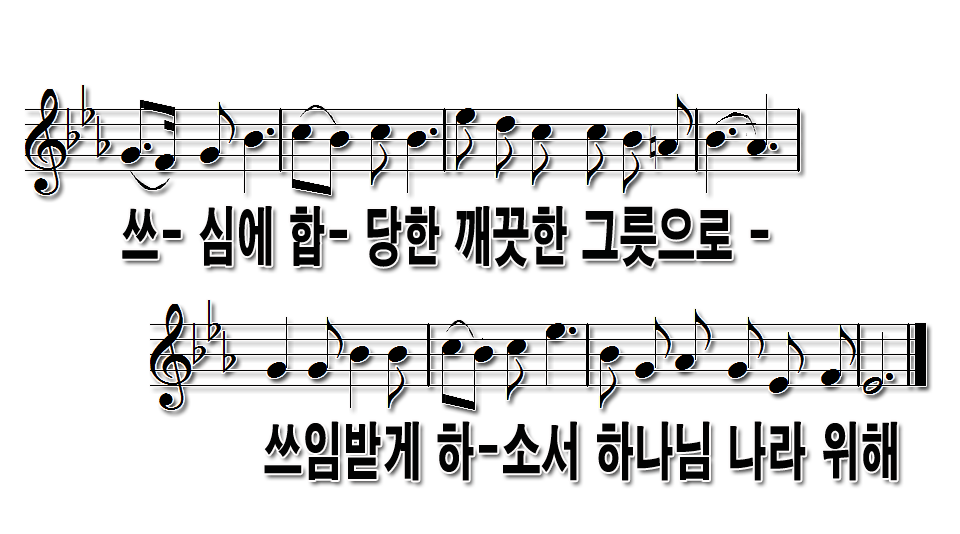 쓰- 심에 합- 당한 깨끗한 그릇으로 -
쓰임받게 하-소서 하나님 나라 위해